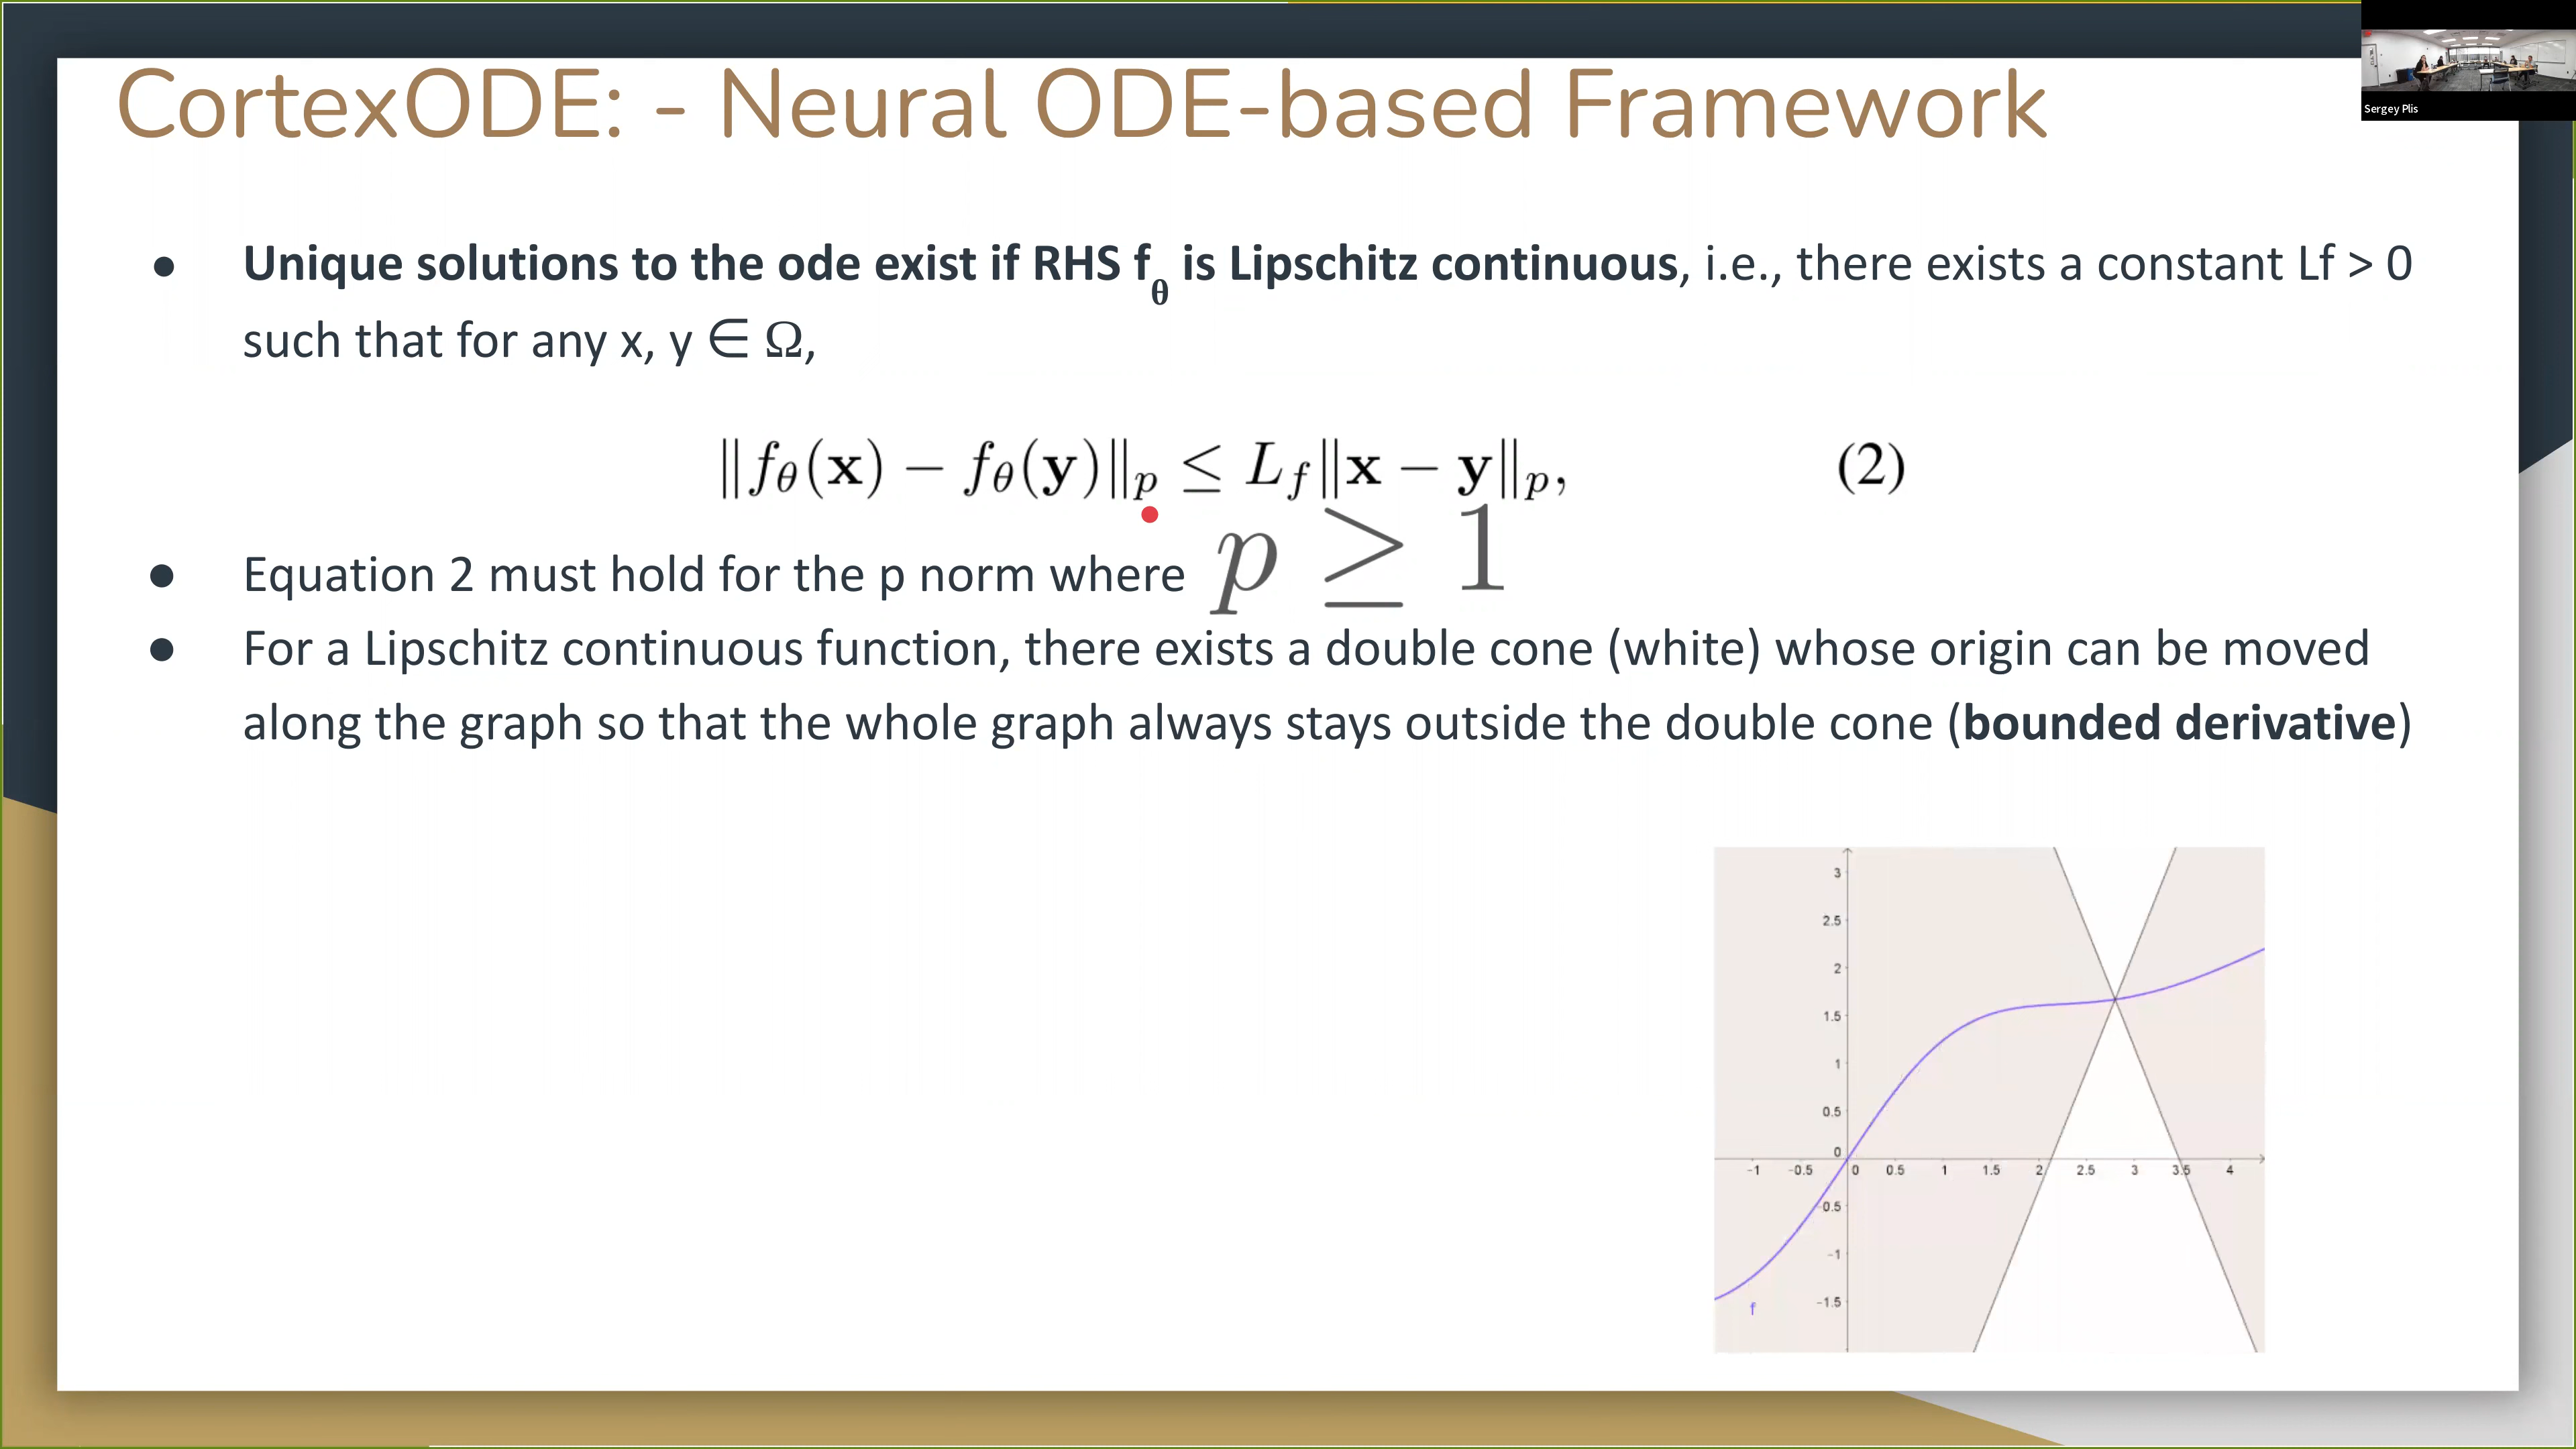 CortexODE: - Neural ODE-based Framework
Sergey Plis
● Unique solutions to the ode exist if RHS fθ is Lipschitz continuous, i.e., there exists a constant Lf > 0
such that for any x, y ∈ Ω,
‖fθ(x) − fθ(y)‖p ≤ Lf‖x − y‖p, (2)
● Equation 2 must hold for the p norm where p ≥ 1
● For a Lipschitz continuous function, there exists a double cone (white) whose origin can be moved
along the graph so that the whole graph always stays outside the double cone (bounded derivative)
3
2.5
2
1.5
1
0.5
0
-1 -0.5 0 0.5 1 1.5 2 2.5 3 3.5 4
-0.5
-1
-1.5
f